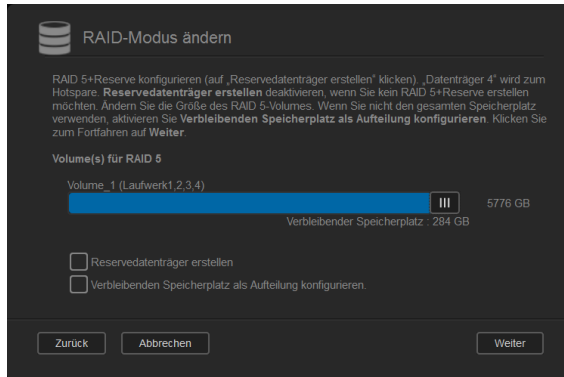 RAID-Modus ändern
RAID 5+Reserve konfigurieren (auf „Reservedatenträger erstellen“ klicken). „Datenträger 4“ wird zum
Hotspare. Reservedatenträger erstellen deaktivieren, wenn Sie kein RAID 5+Reserve erstellen
möchten. Ändern Sie die Größe des RAID 5-Volumes. Wenn Sie nicht den gesamten Speicherplatz
verwenden, aktivieren Sie Verbleibenden Speicherplatz als Aufteilung konfigurieren. Klicken Sie
zum Fortfahren auf Weiter.
Volume(s) für RAID 5
Volume_1 (Laufwerk1,2,3,4)
5776 GB
Verbleibender Speicherplatz : 284 GB
Reservedatenträger erstellen
Verbleibenden Speicherplatz als Aufteilung konfigurieren.
Zurück
Abbrechen
Weiter